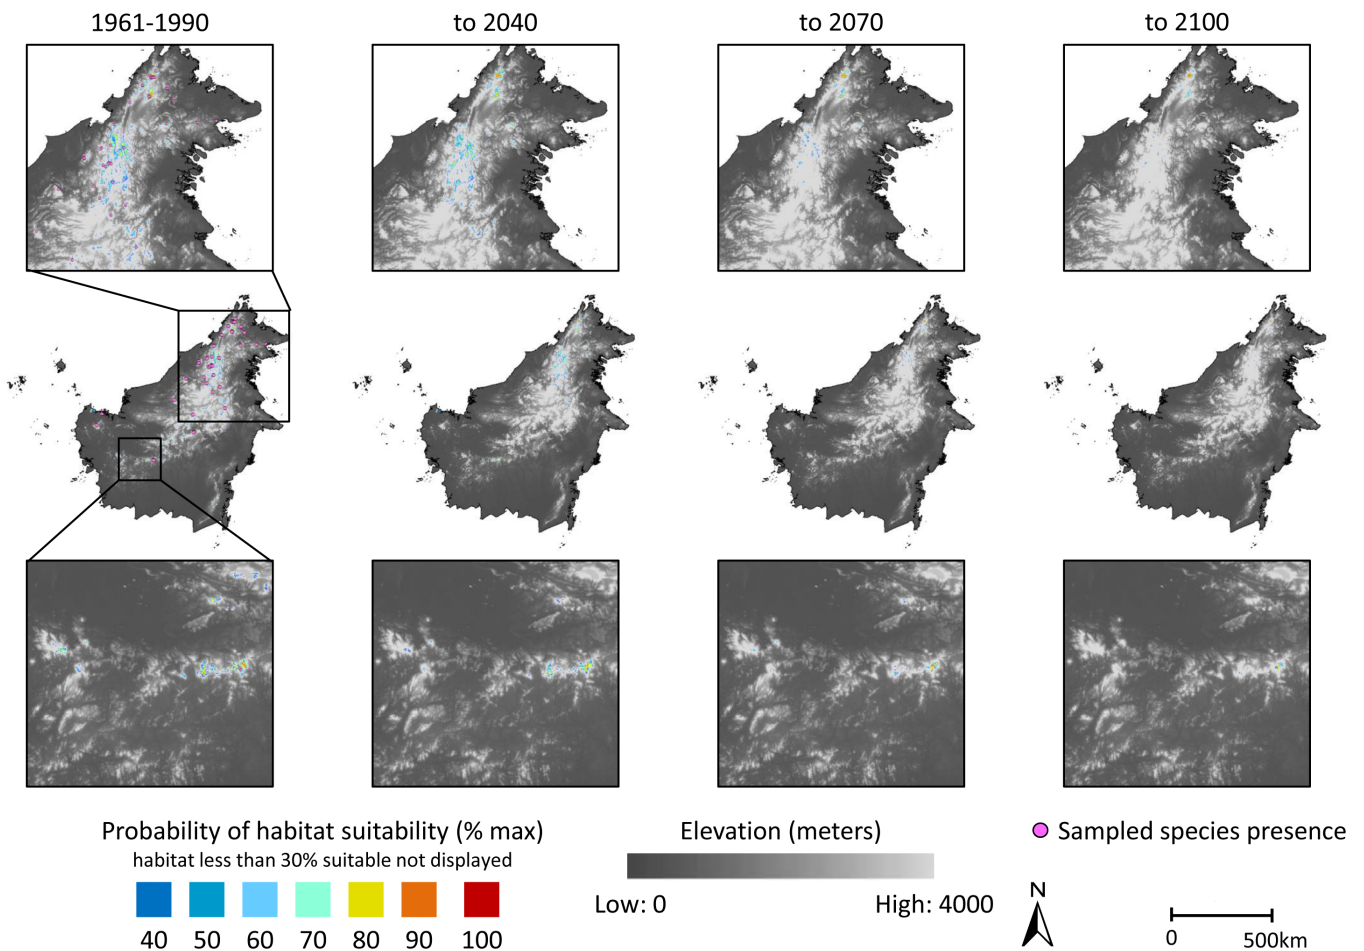 1961-1990
to 2040
to 2070
to 2100
Probability of habitat suitability (% max)
habitat less than 30% suitable not displayed
40 50 60 70 80 90 100
Elevation (meters)
Low: 0 High: 4000
Sampled species presence
N
0 500km